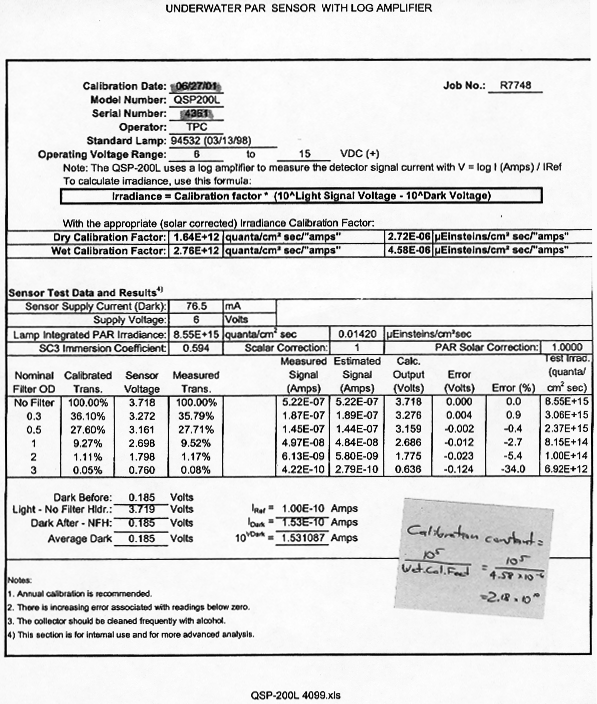 UNDERWATER PAR SENSOR WITH LOG AMPLIFIER
Calibration Date: 06/27/01 Job No.: R7748
Model Number: QSP200L
Serial Number: 4351
Operator: TPC
Standard Lamp: 94532 (03/13/98)
Operating Voltage Range: 6 to 15 VDC (+)
Note: The QSP-200L uses a log amplifier to measure the detector signal current with V = log I (Amps) / IRef
To calculate irradiance, use this formula:
Irradiance = Calibration factor * (10^Light Signal Voltage - 10^Dark Voltage)
With the appropriate (solar corrected) Irradiance Calibration Factor:
Dry Calibration Factor: 1.64E+12 quanta/cm² sec/"amps" 2.72E-06 µEinsteins/cm² sec/"amps"
Wet Calibration Factor: 2.76E+12 quanta/cm² sec/"amps" 4.58E-06 µEinsteins/cm² sec/"amps"
Sensor Test Data and Results⁴⁾
Sensor Supply Current (Dark): 76.5 mA
Supply Voltage: 6 Volts
Lamp Integrated PAR Irradiance: 8.55E+15 quanta/cm² sec 0.01420 µEinsteins/cm²sec
SC3 Immersion Coefficient: 0.594 Scalar Correction: 1 PAR Solar Correction: 1.0000
Nominal Calibrated Sensor Measured Measured Estimated Calc. Test Irrad.
Signal Signal Output Error (quanta/
Filter OD Trans. Voltage Trans. (Amps) (Amps) (Volts) (Volts) Error (%) cm² sec)
No Filter 100.00% 3.718 100.00% 5.22E-07 5.22E-07 3.718 0.000 0.0 8.55E+15
0.3 36.10% 3.272 35.79% 1.87E-07 1.89E-07 3.276 0.004 0.9 3.06E+15
0.5 27.60% 3.161 27.71% 1.45E-07 1.44E-07 3.159 -0.002 -0.4 2.37E+15
1 9.27% 2.698 9.52% 4.97E-08 4.84E-08 2.686 -0.012 -2.7 8.15E+14
2 1.11% 1.798 1.17% 6.13E-09 5.80E-09 1.775 -0.023 -5.4 1.00E+14
3 0.05% 0.760 0.08% 4.22E-10 2.79E-10 0.636 -0.124 -34.0 6.92E+12
Dark Before: 0.185 Volts
Light - No Filter Hldr.: 3.719 Volts IRef = 1.00E-10 Amps
Dark After - NFH: 0.185 Volts IDark = 1.53E-10 Amps
Average Dark 0.185 Volts 10^VDark = 1.531087 Amps
Calibration constant =
10⁵ / Wet.Cal.Fact = 10⁵ / 4.58 x 10⁻⁶
= 2.18 · 10¹⁰
Notes:
1. Annual calibration is recommended.
2. There is increasing error associated with readings below zero.
3. The collector should be cleaned frequently with alcohol.
4) This section is for internal use and for more advanced analysis.
QSP-200L 4099.xls